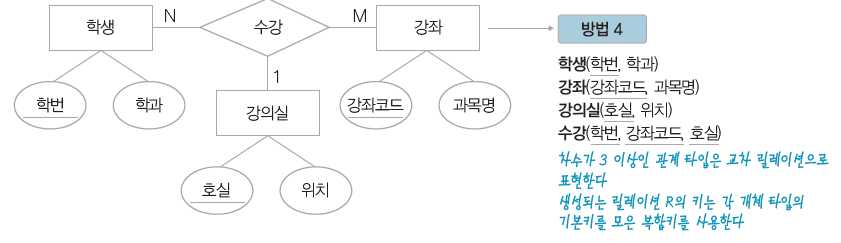 학생 N 수강 M 강좌
방법 4
1
학번 학과 강의실 강좌코드 과목명
호실 위치
학생(학번, 학과)
강좌(강좌코드, 과목명)
강의실(호실, 위치)
수강(학번, 강좌코드, 호실)
차수가 3 이상인 관계 타입은 교차 릴레이션으로
표현한다
생성되는 릴레이션 R의 키는 각 개체 타입의
기본키를 모은 복합키를 사용한다